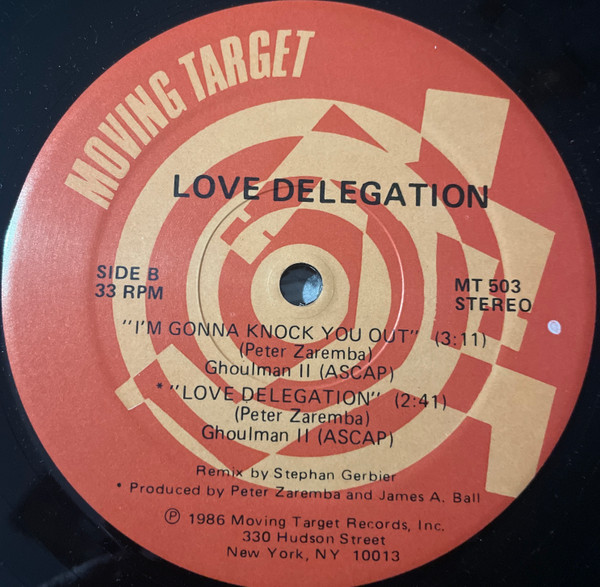 MOVING TARGET
LOVE DELEGATION
SIDE B
33 RPM
MT 503
STEREO
"I'M GONNA KNOCK YOU OUT" (3:11)
(Peter Zaremba)
Ghoulman II (ASCAP)
* "LOVE DELEGATION" (2:41)
(Peter Zaremba)
Ghoulman II (ASCAP)
Remix by Stephan Gerbier
* Produced by Peter Zaremba and James A. Ball
℗ 1986 Moving Target Records, Inc.
330 Hudson Street
New York, NY 10013